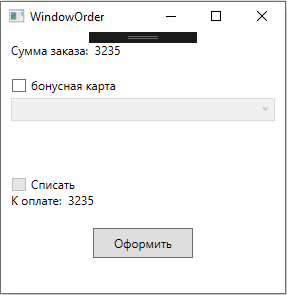 WindowOrder
Сумма заказа: 3235
бонусная карта
Списать
К оплате: 3235
Оформить